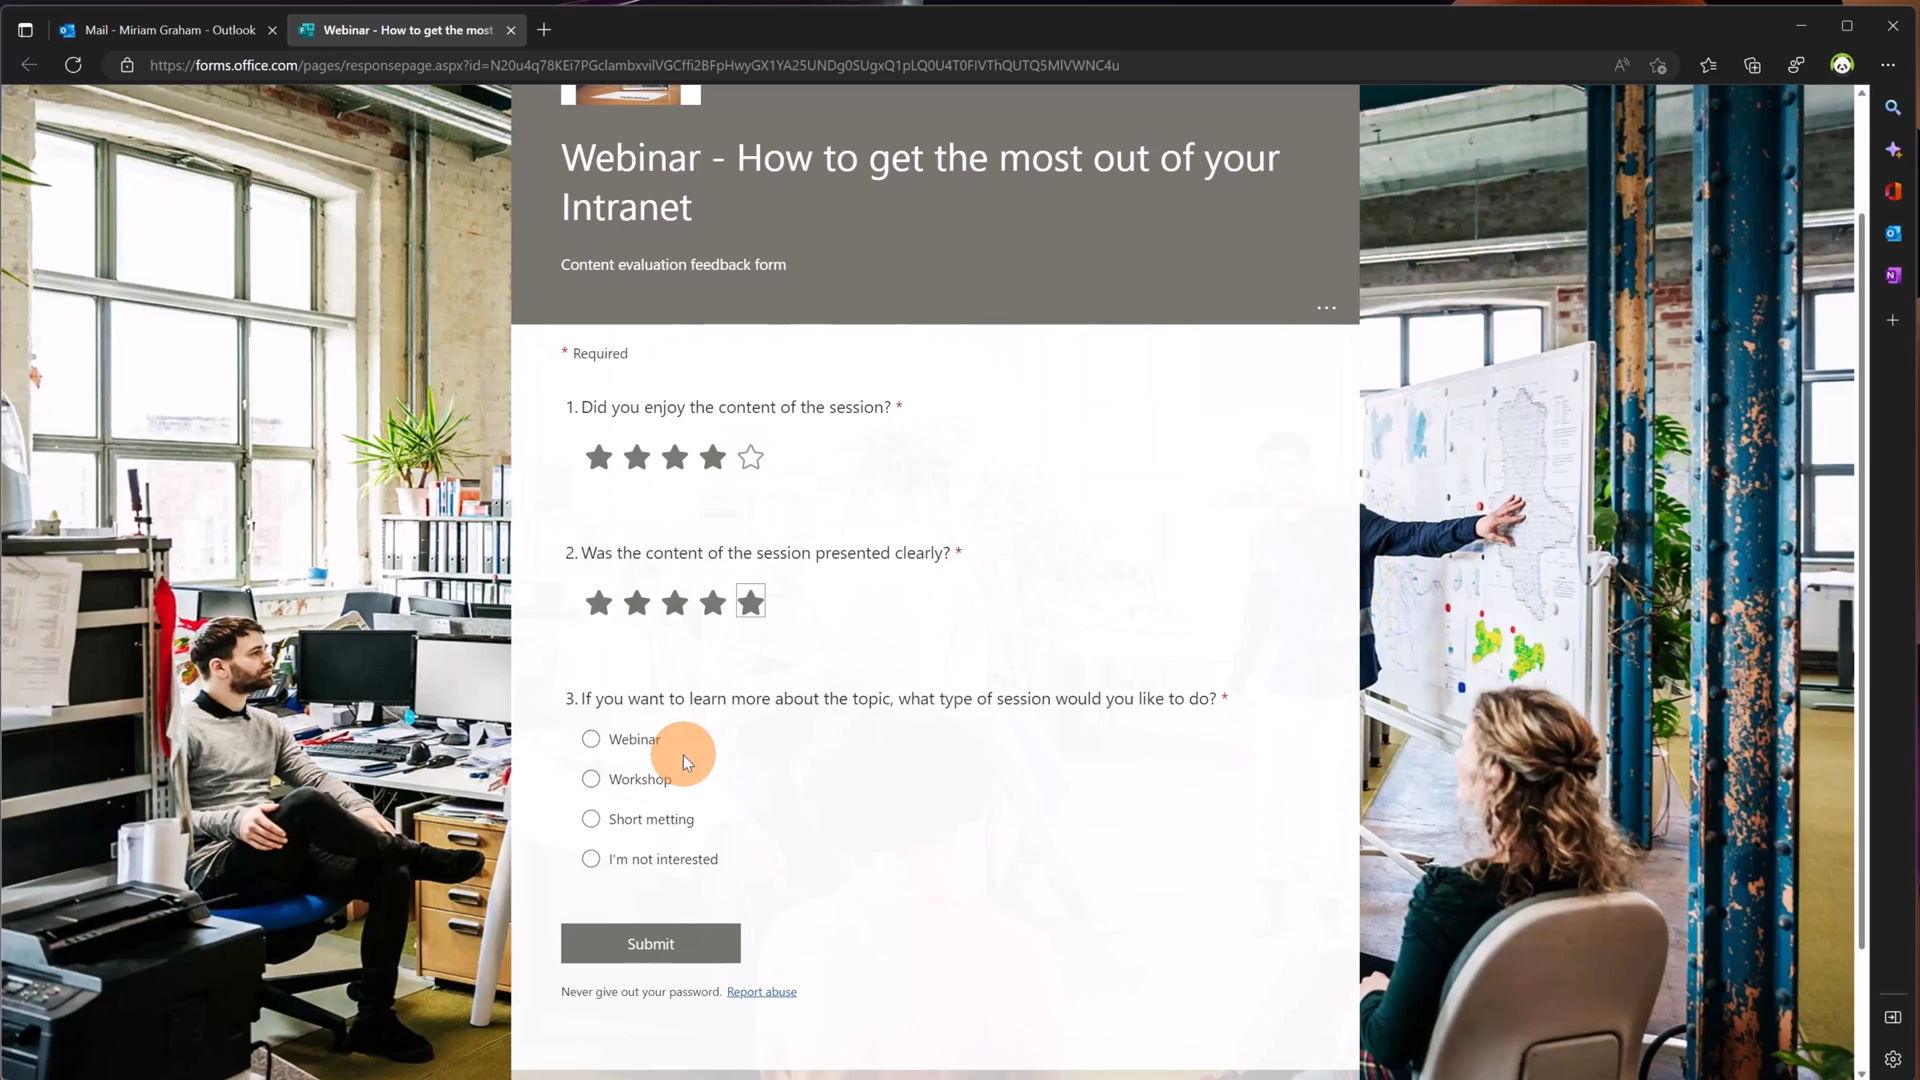 Mail - Miriam Graham - Outlook
Webinar - How to get the most
https://forms.office.com/pages/responsepage.aspx?id=N20u4q78KEi7PGclambxvilVGCffi2BFpHwyGX1YA25UNDg0SUgxQ1pLQ0U4T0FIVThQUTQ5MlVWNC4u
Webinar - How to get the most out of your
Intranet
Content evaluation feedback form
* Required
1. Did you enjoy the content of the session? *
2. Was the content of the session presented clearly? *
3. If you want to learn more about the topic, what type of session would you like to do? *
Webinar
Workshop
Short metting
I'm not interested
Submit
Never give out your password. Report abuse